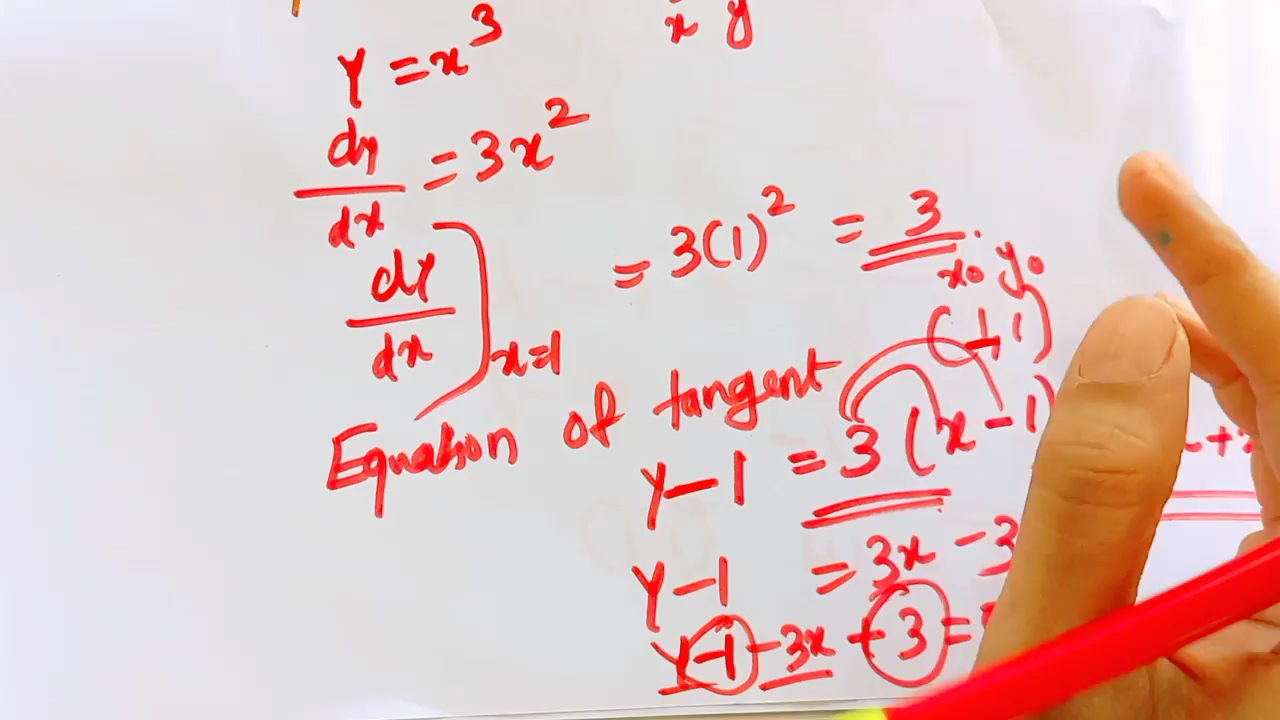 x y
Y = x³
dy/dx = 3x²
dy/dx)x=1 = 3(1)² = 3.
x₀ y₀
(1,1)
Equation of tangent
Y-1 = 3(x-1)
Y-1 = 3x-3
Y-1-3x+3=